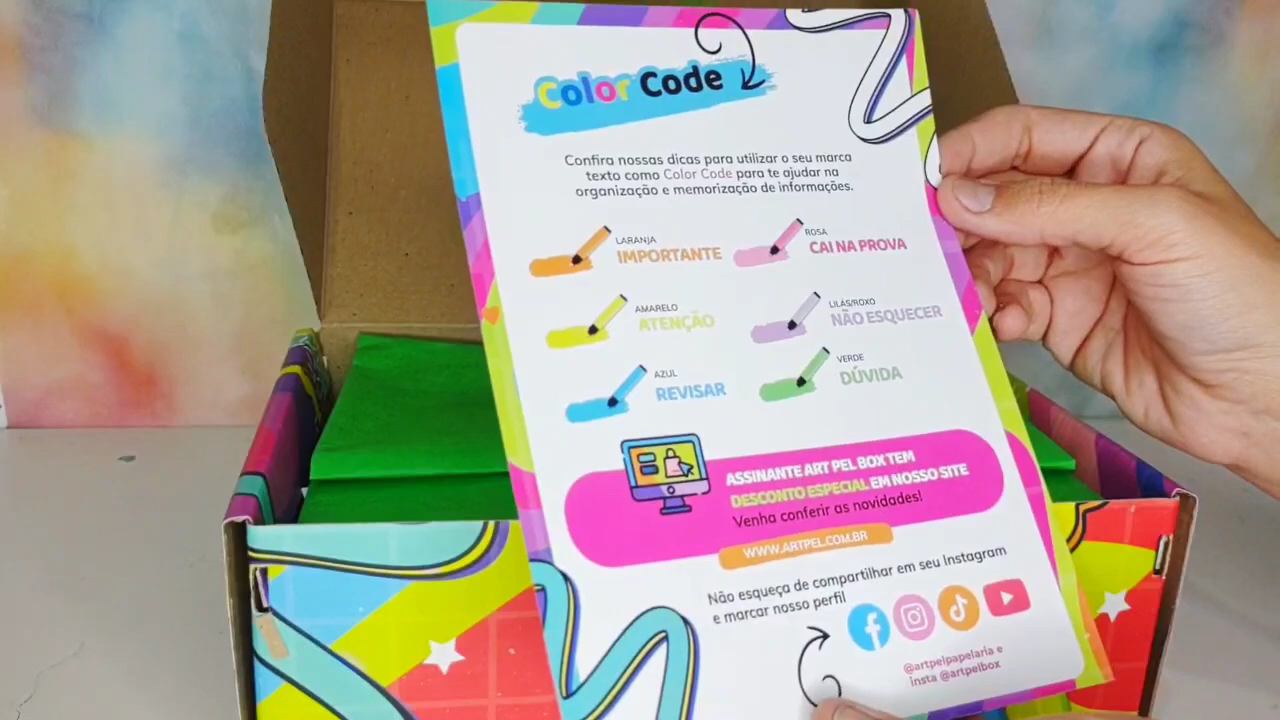 Color Code
Confira nossas dicas para utilizar o seu marca
texto como Color Code para te ajudar na
organização e memorização de informações.
LARANJA
IMPORTANTE
ROSA
CAI NA PROVA
AMARELO
ATENÇÃO
LILÁS/ROXO
NÃO ESQUECER
AZUL
REVISAR
VERDE
DÚVIDA
ASSINANTE ART PEL BOX TEM
DESCONTO ESPECIAL EM NOSSO SITE
Venha conferir as novidades!
WWW.ARTPEL.COM.BR
Não esqueça de compartilhar em seu Instagram
e marcar nosso perfil
@artpelpapelaria e
insta @artpelbox